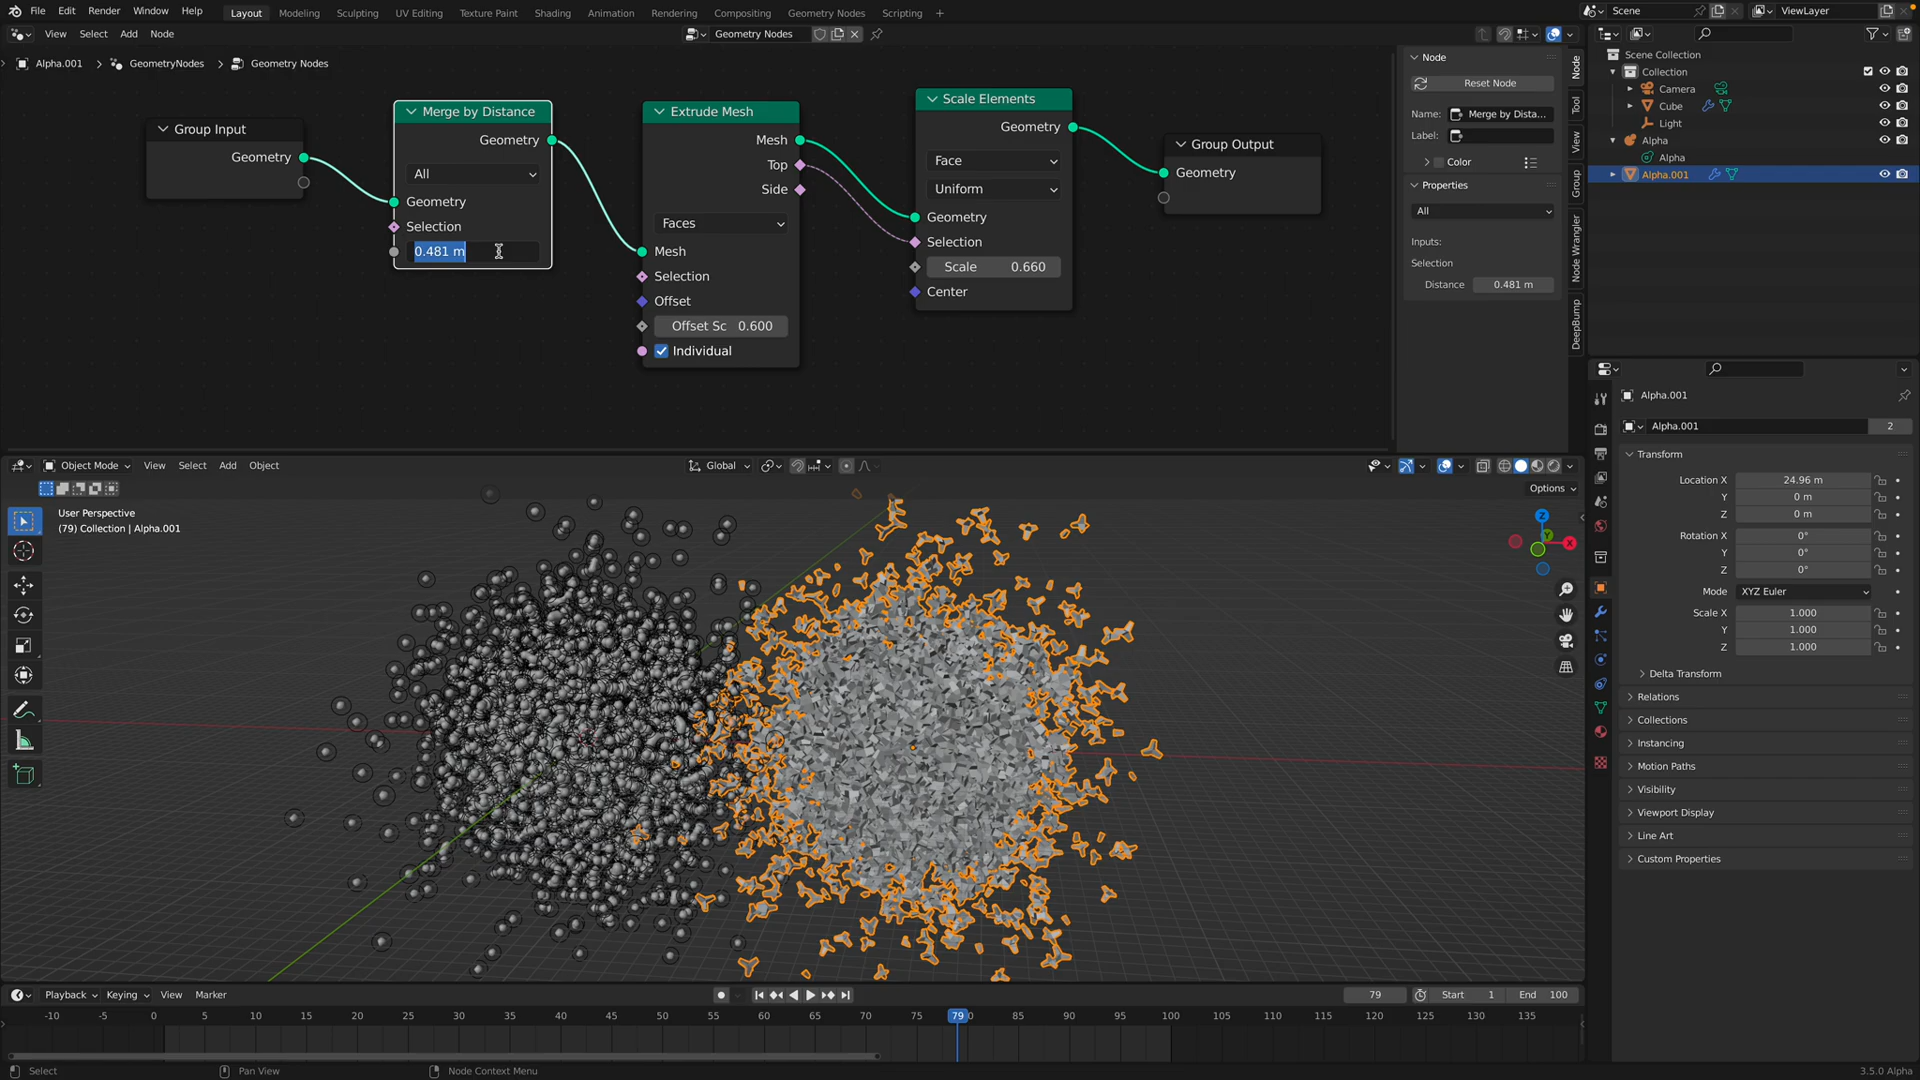 File Edit Render Window Help Layout Modeling Sculpting UV Editing Texture Paint Shading Animation Rendering Compositing Geometry Nodes Scripting + Scene ViewLayer
View Select Add Node Geometry Nodes
Alpha.001 > GeometryNodes > Geometry Nodes
Group Input
Geometry
Merge by Distance
Geometry
All
Geometry
Selection
0.481 m
Extrude Mesh
Mesh
Top
Side
Faces
Mesh
Selection
Offset
Offset Sc 0.600
Individual
Scale Elements
Geometry
Face
Uniform
Geometry
Selection
Scale 0.660
Center
Group Output
Geometry
Node
Reset Node
Name: Merge by Dista...
Label:
Color
Properties
All
Inputs:
Selection
Distance 0.481 m
Node
Tool
View
Group
Node Wrangler
DeepBump
Scene Collection
Collection
Camera
Cube
Light
Alpha
Alpha
Alpha.001
Alpha.001
Alpha.001 2
Transform
Location X 24.96 m
Y 0 m
Z 0 m
Rotation X 0°
Y 0°
Z 0°
Mode XYZ Euler
Scale X 1.000
Y 1.000
Z 1.000
Delta Transform
Relations
Collections
Instancing
Motion Paths
Visibility
Viewport Display
Line Art
Custom Properties
Object Mode View Select Add Object Global
Options
User Perspective
(79) Collection | Alpha.001
Z
Y
X
Playback Keying View Marker 79 Start 1 End 100
-10 -5 0 5 10 15 20 25 30 35 40 45 50 55 60 65 70 75 79 0 85 90 95 100 105 110 115 120 125 130 135
Select Pan View Node Context Menu 3.5.0 Alpha